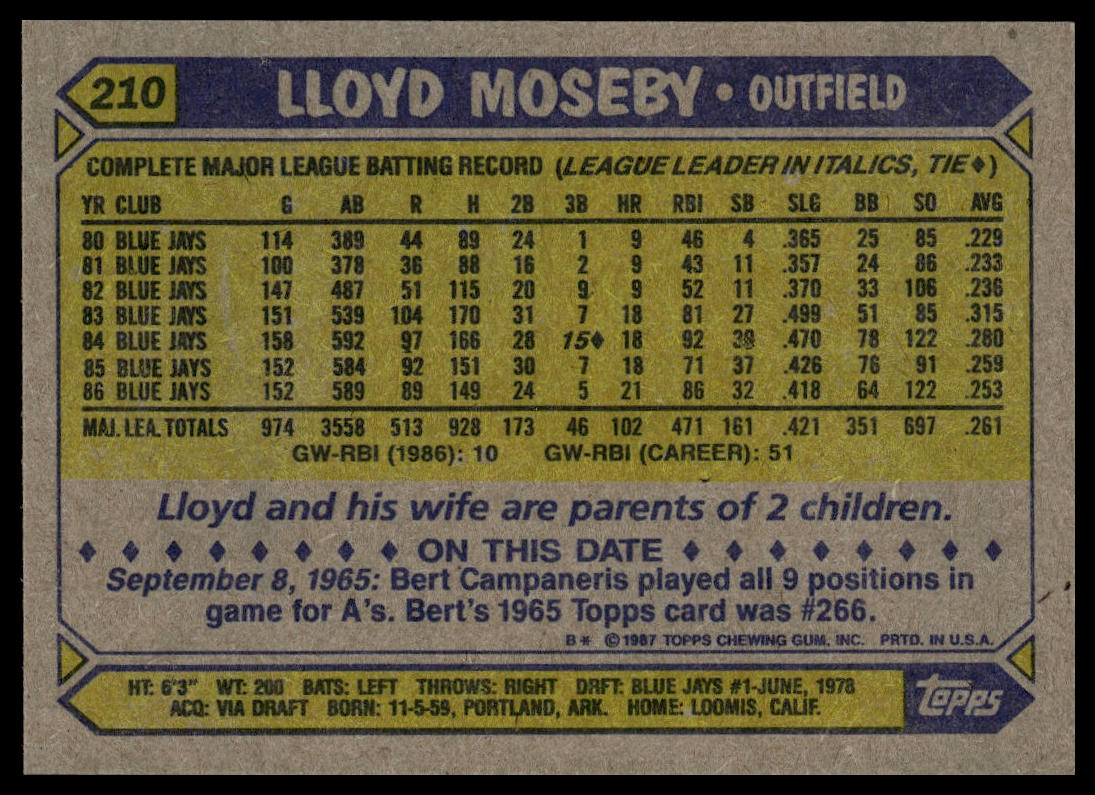 210 LLOYD MOSEBY • OUTFIELD
COMPLETE MAJOR LEAGUE BATTING RECORD (LEAGUE LEADER IN ITALICS, TIE♦)
YR CLUB G AB R H 2B 3B HR RBI SB SLG BB SO AVG
80 BLUE JAYS 114 389 44 89 24 1 9 46 4 .365 25 85 .229
81 BLUE JAYS 100 378 36 88 16 2 9 43 11 .357 24 86 .233
82 BLUE JAYS 147 487 51 115 20 9 9 52 11 .370 33 106 .236
83 BLUE JAYS 151 539 104 170 31 7 18 81 27 .499 51 85 .315
84 BLUE JAYS 158 592 97 166 28 15♦ 18 92 39 .470 78 122 .280
85 BLUE JAYS 152 584 92 151 30 7 18 71 37 .426 76 91 .259
86 BLUE JAYS 152 589 89 149 24 5 21 86 32 .418 64 122 .253
MAJ. LEA. TOTALS 974 3558 513 928 173 46 102 471 161 .421 351 697 .261
GW-RBI (1986): 10 GW-RBI (CAREER): 51
Lloyd and his wife are parents of 2 children.
♦ ♦ ♦ ♦ ♦ ♦ ♦ ♦ ON THIS DATE ♦ ♦ ♦ ♦ ♦ ♦ ♦ ♦
September 8, 1965: Bert Campaneris played all 9 positions in
game for A's. Bert's 1965 Topps card was #266.
B* ©1987 TOPPS CHEWING GUM, INC. PRTD. IN U.S.A.
HT: 6'3" WT: 200 BATS: LEFT THROWS: RIGHT DRFT: BLUE JAYS #1-JUNE, 1978
ACQ: VIA DRAFT BORN: 11-5-59, PORTLAND, ARK. HOME: LOOMIS, CALIF.
Topps